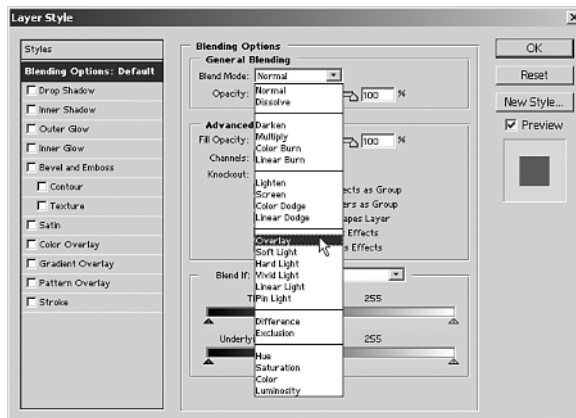 Layer Style
Styles
Blending Options: Default
Drop Shadow
Inner Shadow
Outer Glow
Inner Glow
Bevel and Emboss
Contour
Texture
Satin
Color Overlay
Gradient Overlay
Pattern Overlay
Stroke
Blending Options
General Blending
Blend Mode: Normal
Opacity: 100 %
Normal
Dissolve
Darken
Multiply
Color Burn
Linear Burn
Lighten
Screen
Color Dodge
Linear Dodge
Overlay
Soft Light
Hard Light
Vivid Light
Linear Light
Pin Light
Difference
Exclusion
Hue
Saturation
Color
Luminosity
Advanced
Fill Opacity: 100 %
Channels:
Knockout:
as Group
as Group
Layer
Effects
Effects
Blend If:
255
255
OK
Reset
New Style...
Preview